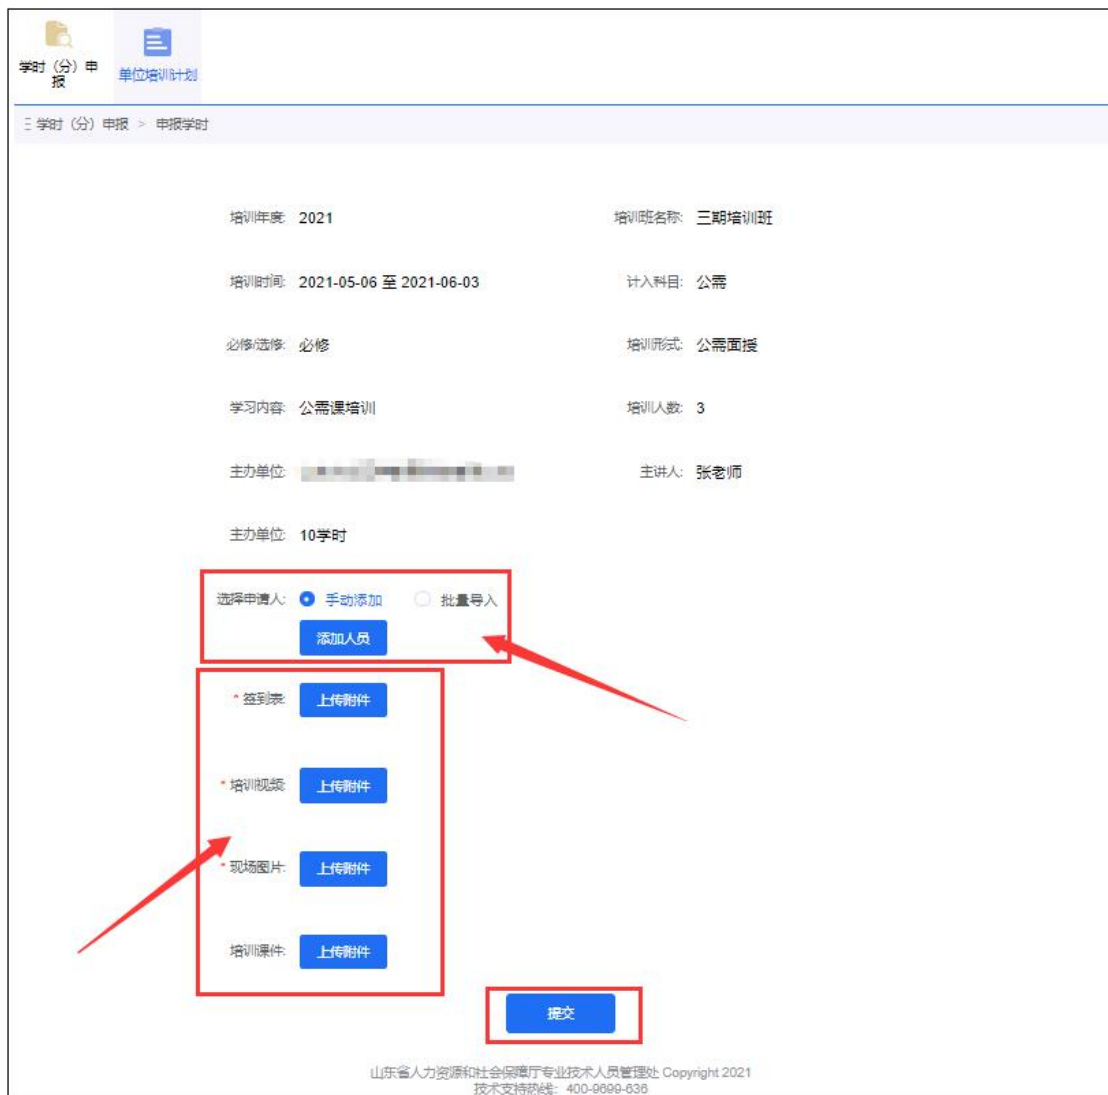 学时（分）申
报
单位培训计划
学时（分）申报 > 申报学时
培训年度: 2021 培训班名称: 三期培训班
培训时间: 2021-05-06 至 2021-06-03 计入科目: 公需
必修/选修: 必修 培训形式: 公需面授
学习内容: 公需课培训 培训人数: 3
主办单位: 主讲人: 张老师
主办单位: 10学时
选择申请人: 手动添加 批量导入
添加人员
* 签到表: 上传附件
* 培训视频: 上传附件
* 现场图片: 上传附件
培训课件: 上传附件
提交
山东省人力资源和社会保障厅专业技术人员管理处 Copyright 2021
技术支持热线：400-9699-636